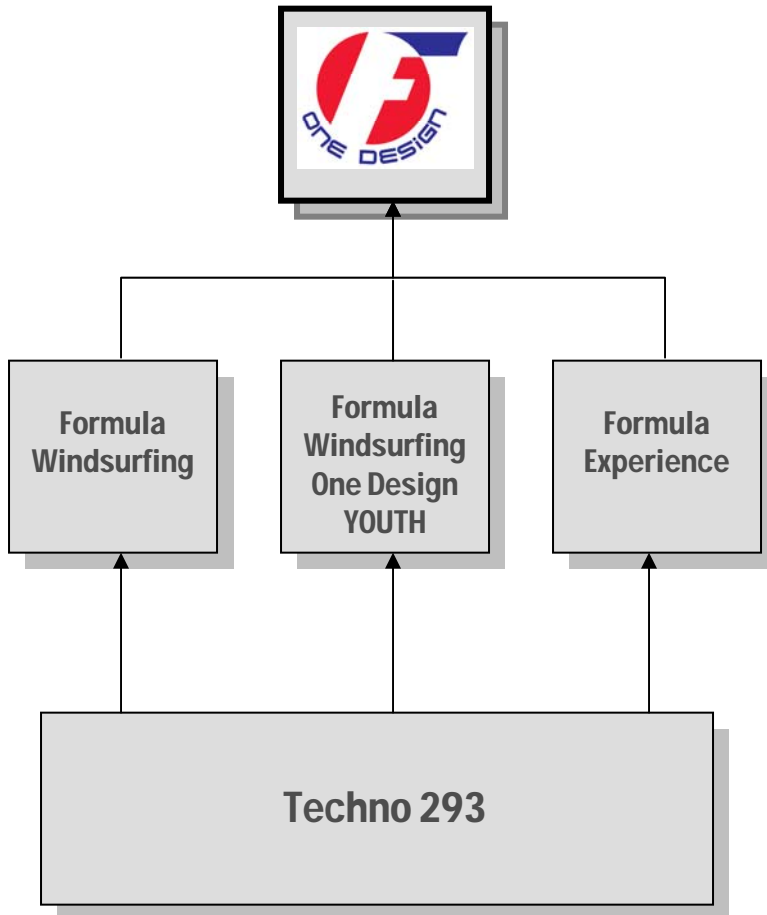 F
ONE DESIGN
Formula
Windsurfing
Formula
Windsurfing
One Design
YOUTH
Formula
Experience
Techno 293